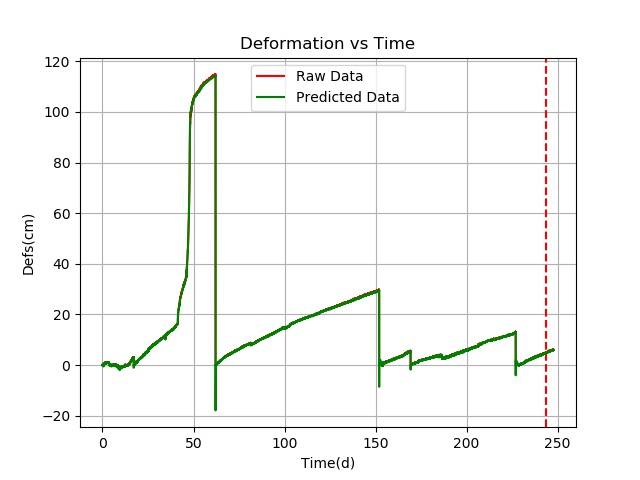 Deformation vs Time
Raw Data
Predicted Data
120
100
80
60
40
20
0
−20
Defs(cm)
0 50 100 150 200 250
Time(d)